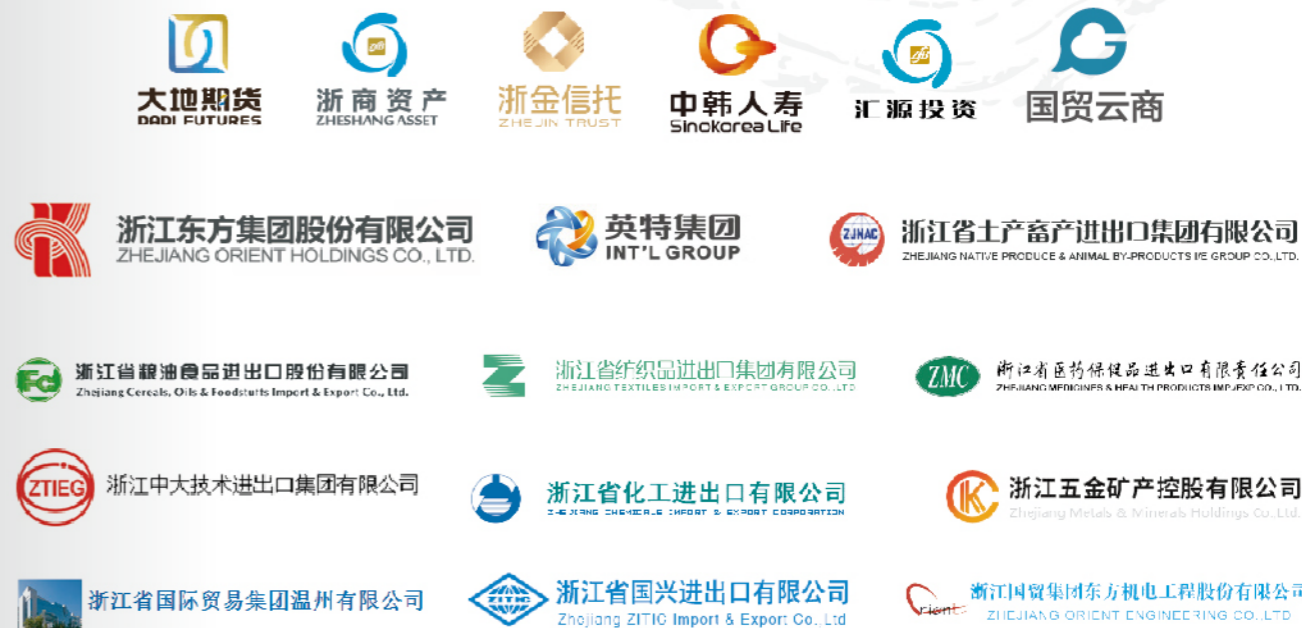 大地期货
DADI FUTURES
浙商资产
ZHESHANG ASSET
浙金信托
ZHEJIN TRUST
中韩人寿
Sinokorea Life
汇源投资
国贸云商
浙江东方集团股份有限公司
ZHEJIANG ORIENT HOLDINGS CO., LTD.
英特集团
INT'L GROUP
ZJNAC
浙江省土产畜产进出口集团有限公司
ZHEJIANG NATIVE PRODUCE & ANIMAL BY-PRODUCTS I/E GROUP CO.,LTD.
浙江省粮油食品进出口股份有限公司
Zhejiang Cereals, Oils & Foodstuffs Import & Export Co., Ltd.
浙江省纺织品进出口集团有限公司
ZHEJIANG TEXTILES IMPORT & EXPORT GROUP CO.,LTD
ZMC
浙江省医药保健品进出口有限责任公司
ZHEJIANG MEDICINES & HEALTH PRODUCTS IMP./EXP CO., LTD.
ZTIEG
浙江中大技术进出口集团有限公司
浙江省化工进出口有限公司
ZHEJIANG CHEMICALS IMPORT & EXPORT CORPORATION
浙江五金矿产控股有限公司
Zhejiang Metals & Minerals Holdings Co.,Ltd.
浙江省国际贸易集团温州有限公司
ZITIC
浙江省国兴进出口有限公司
Zhejiang ZITIC Import & Export Co.,Ltd
Orient
浙江国贸集团东方机电工程股份有限公
ZHEJIANG ORIENT ENGINEERING CO.,LTD